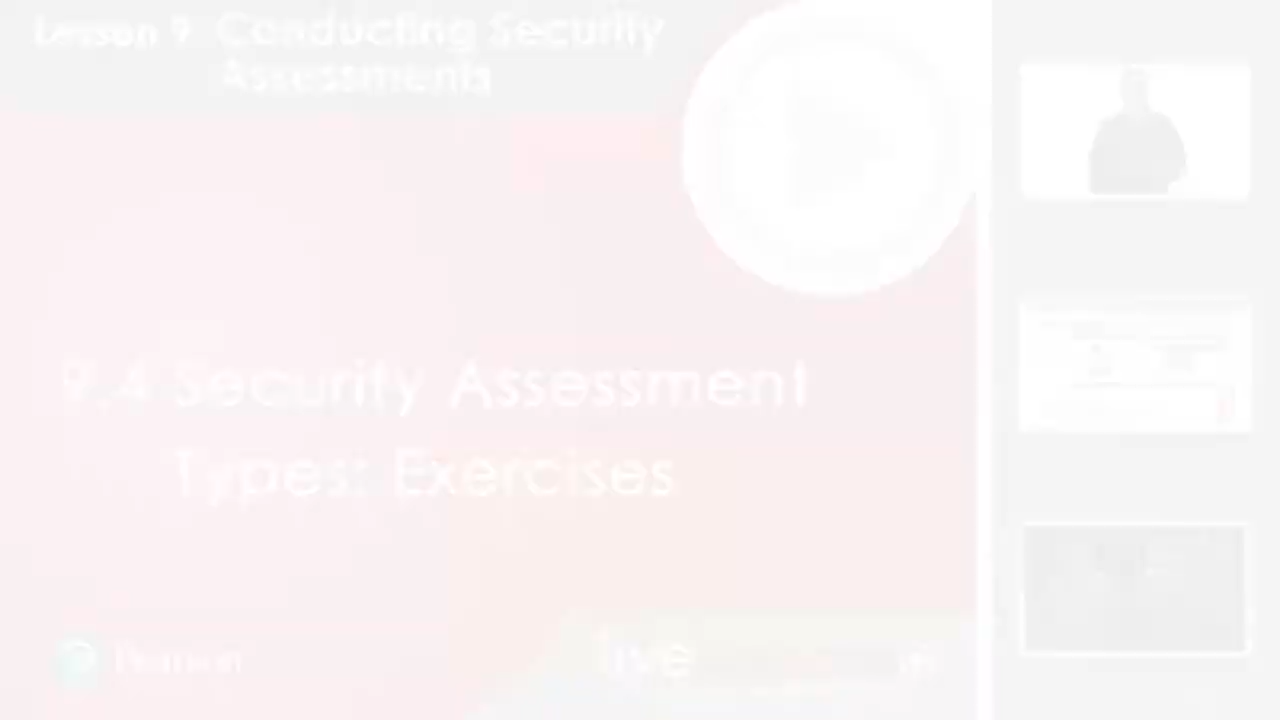 Lesson 9 Conducting Security
Assessments
9.4 Security Assessment
Types: Exercises
Pearson
live